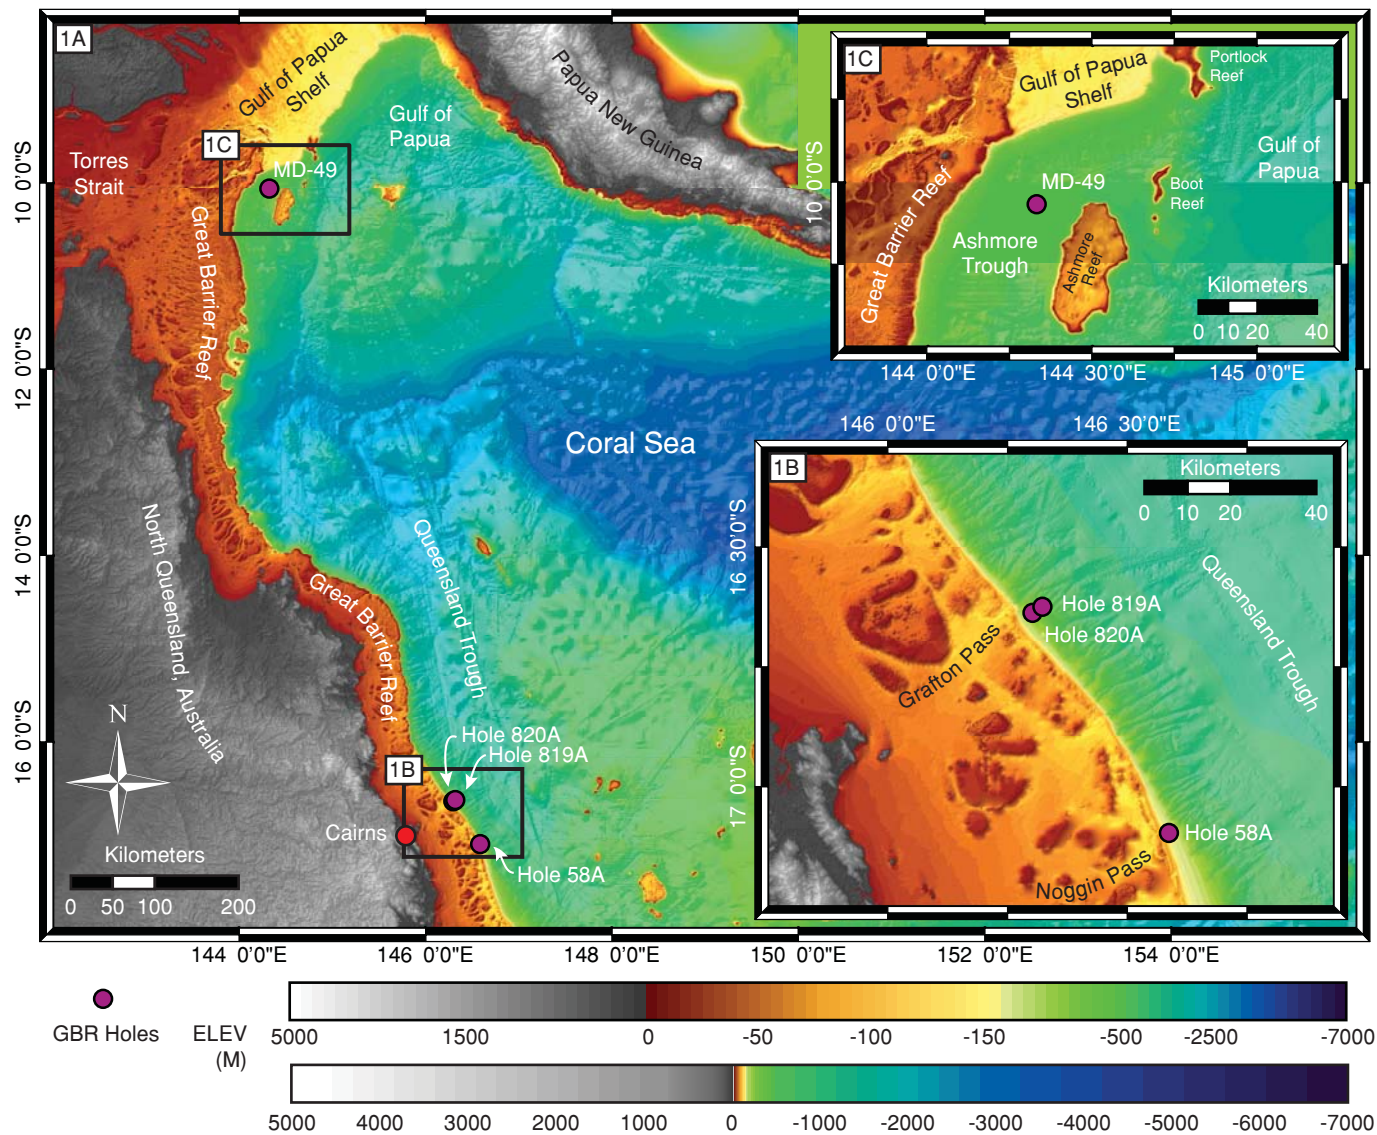 1A
Gulf of Papua
Shelf
Gulf of
Papua
Papua New Guinea
Torres
Strait
1C
MD-49
Great Barrier Reef
Coral Sea
North Queensland, Australia
Great Barrier Reef
Queensland Trough
Hole 820A
Hole 819A
1B
Cairns
Hole 58A
N
Kilometers
0 50 100 200
10 0'0"S
12 0'0"S
14 0'0"S
16 0'0"S
144 0'0"E 146 0'0"E 148 0'0"E 150 0'0"E 152 0'0"E 154 0'0"E
1C
Portlock
Reef
Gulf of Papua
Shelf
Gulf of
Papua
MD-49
Boot
Reef
Great Barrier Reef
Ashmore
Trough
Ashmore
Reef
Kilometers
0 10 20 40
10 0'0"S
144 0'0"E 144 30'0"E 145 0'0"E
146 0'0"E 146 30'0"E
1B
Kilometers
0 10 20 40
16 30'0"S
17 0'0"S
Queensland Trough
Hole 819A
Hole 820A
Grafton Pass
Hole 58A
Noggin Pass
GBR Holes
ELEV
(M)
5000 1500 0 -50 -100 -150 -500 -2500 -7000
5000 4000 3000 2000 1000 0 -1000 -2000 -3000 -4000 -5000 -6000 -7000